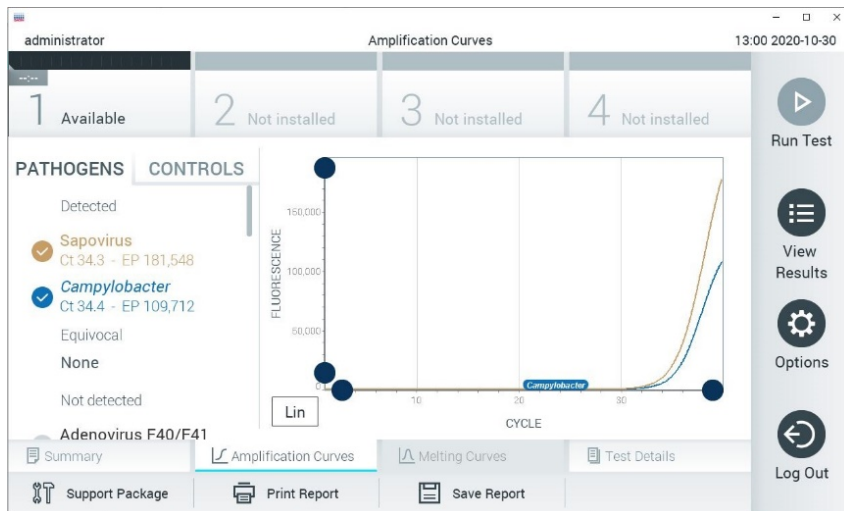 administrator
Amplification Curves
13:00 2020-10-30
--:--
1 Available
2 Not installed
3 Not installed
4 Not installed
Run Test
View
Results
Options
Log Out
PATHOGENS
CONTROLS
Detected
Sapovirus
Ct 34.3 - EP 181,548
Campylobacter
Ct 34.4 - EP 109,712
Equivocal
None
Not detected
Adenovirus F40/F41
FLUORESCENCE
150,000
100,000
50,000
0
Campylobacter
10
20
30
CYCLE
Lin
Summary
Amplification Curves
Melting Curves
Test Details
Support Package
Print Report
Save Report